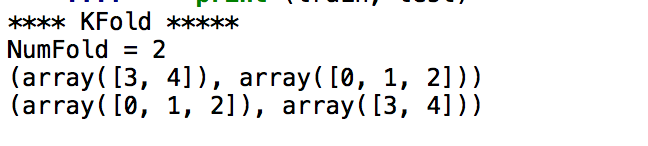 **** KFold *****
NumFold = 2
(array([3, 4]), array([0, 1, 2]))
(array([0, 1, 2]), array([3, 4]))